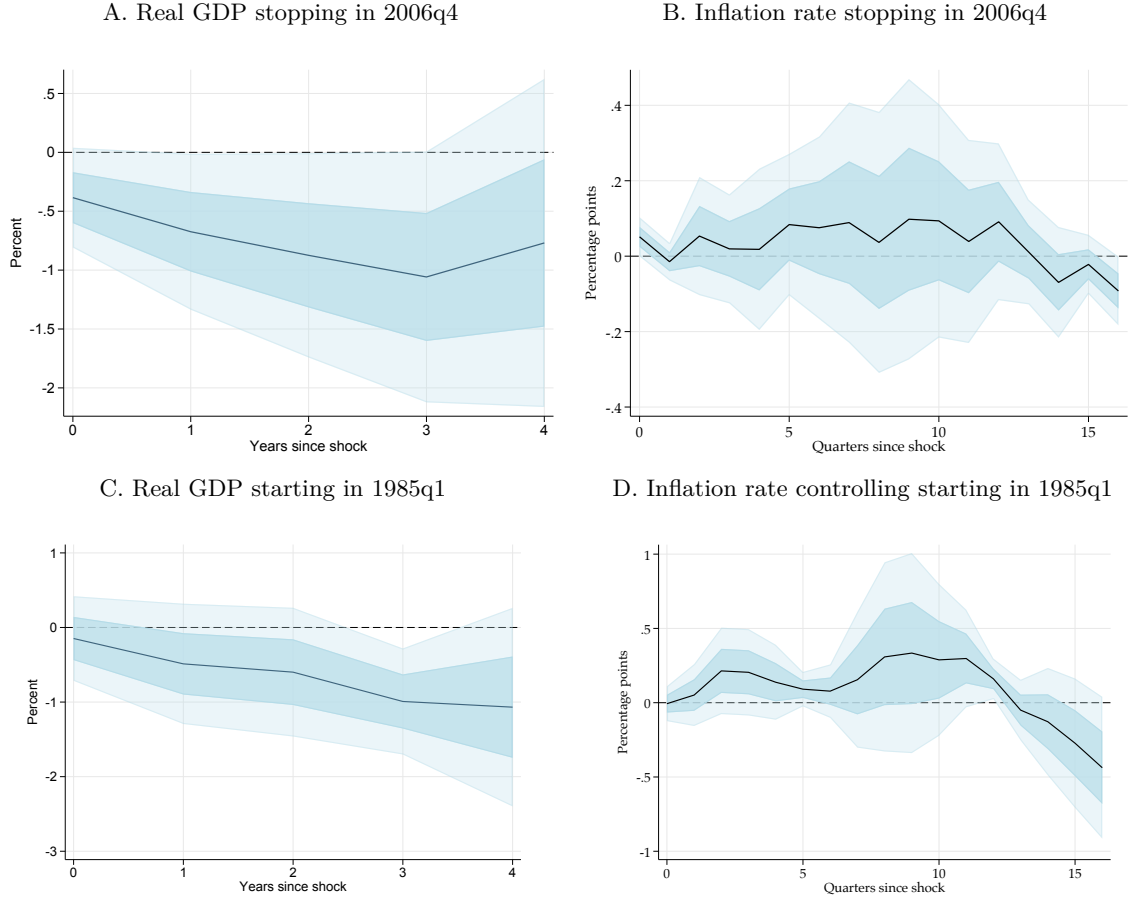 A. Real GDP stopping in 2006q4
.5
0
-.5
-1
-1.5
-2
Percent
0 1 2 3 4
Years since shock
B. Inflation rate stopping in 2006q4
.4
.2
0
-.2
-.4
Percentage points
0 5 10 15
Quarters since shock
C. Real GDP starting in 1985q1
1
0
-1
-2
-3
Percent
0 1 2 3 4
Years since shock
D. Inflation rate controlling starting in 1985q1
1
.5
0
-.5
-1
Percentage points
0 5 10 15
Quarters since shock